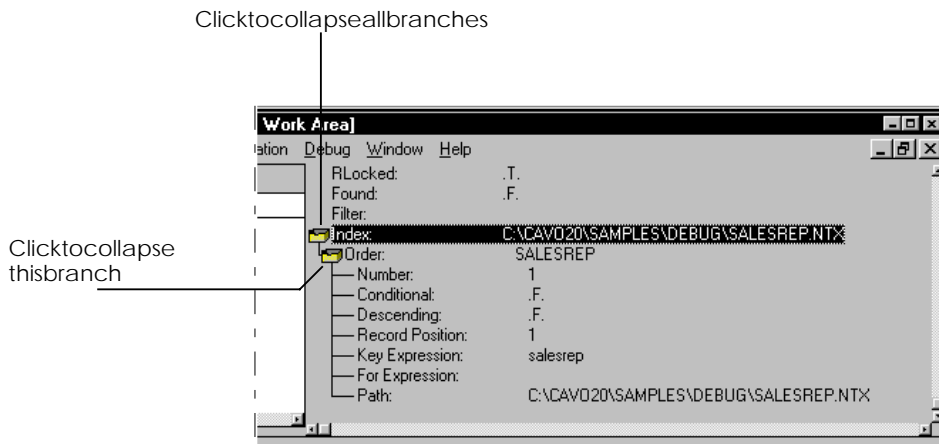 Clicktocollapseallbranches
Work Area]
ation Debug Window Help
RLocked: .T.
Found: .F.
Filter:
Index: C:\CAVO20\SAMPLES\DEBUG\SALESREP.NTX
Clicktocollapse
thisbranch
Order: SALESREP
Number: 1
Conditional: .F.
Descending: .F.
Record Position: 1
Key Expression: salesrep
For Expression:
Path: C:\CAVO20\SAMPLES\DEBUG\SALESREP.NTX